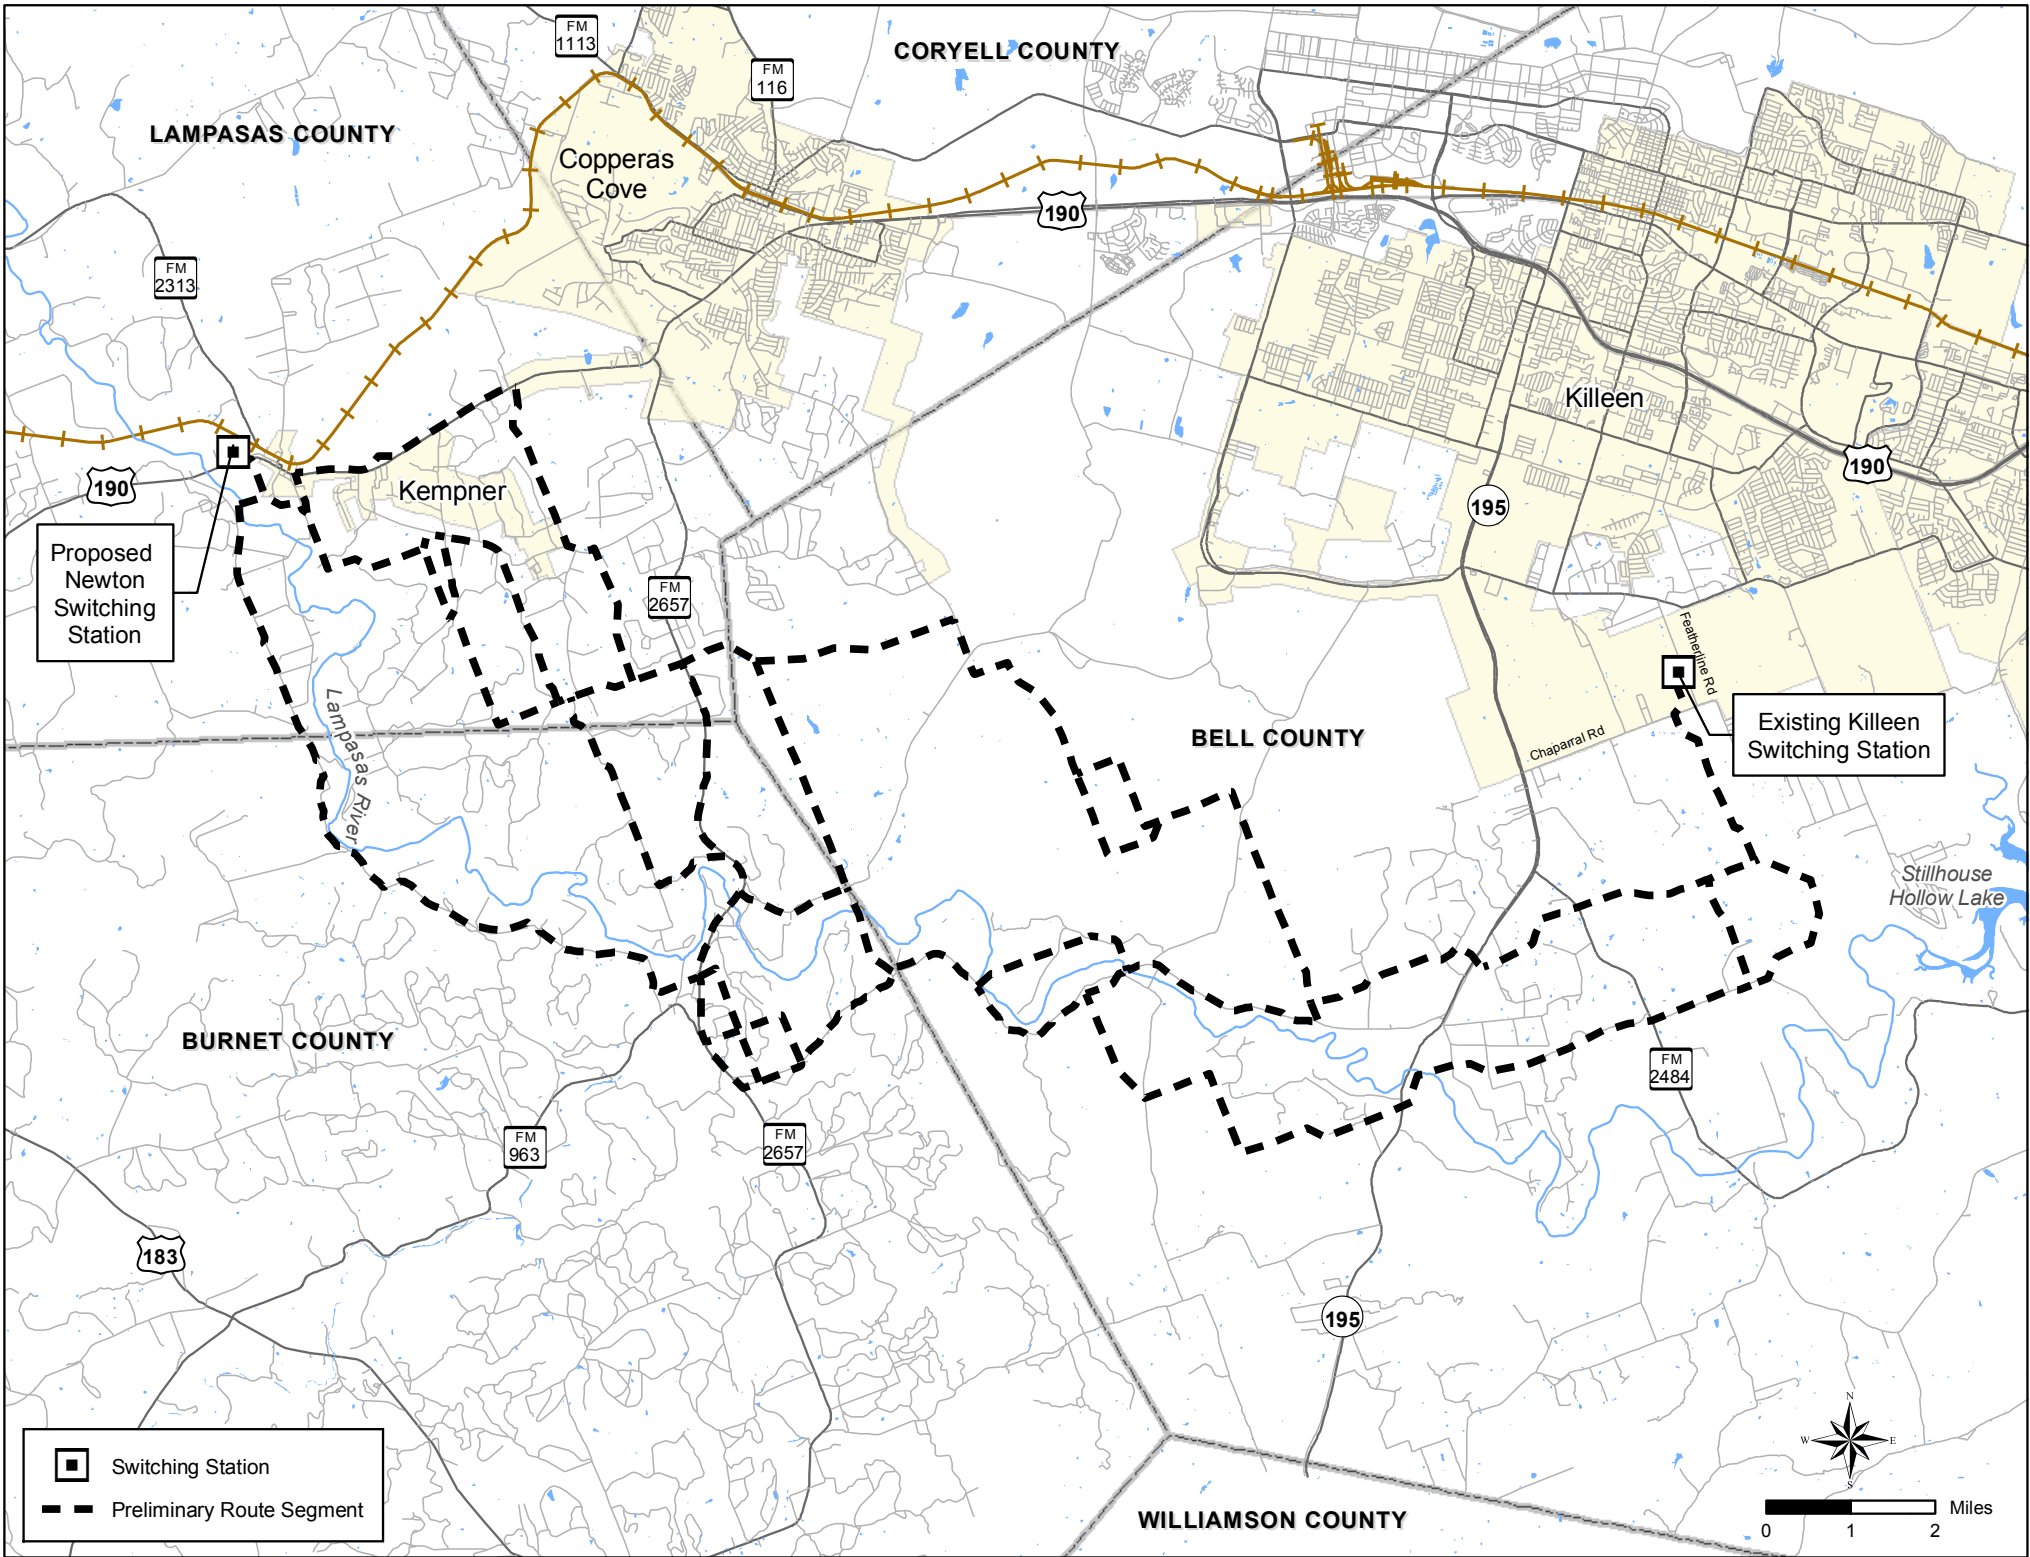 FM
1113
CORYELL COUNTY
FM
116
LAMPASAS COUNTY
Copperas
Cove
190
FM
2313
Killeen
190
190
Kempner
195
Proposed
Newton
Switching
Station
FM
2657
Featherline Rd
Lampasas River
BELL COUNTY
Chaparral Rd
Existing Killeen
Switching Station
Stillhouse
Hollow Lake
BURNET COUNTY
FM
2484
FM
963
FM
2657
183
195
Switching Station
Preliminary Route Segment
WILLIAMSON COUNTY
N
W
E
S
Miles
0
1
2